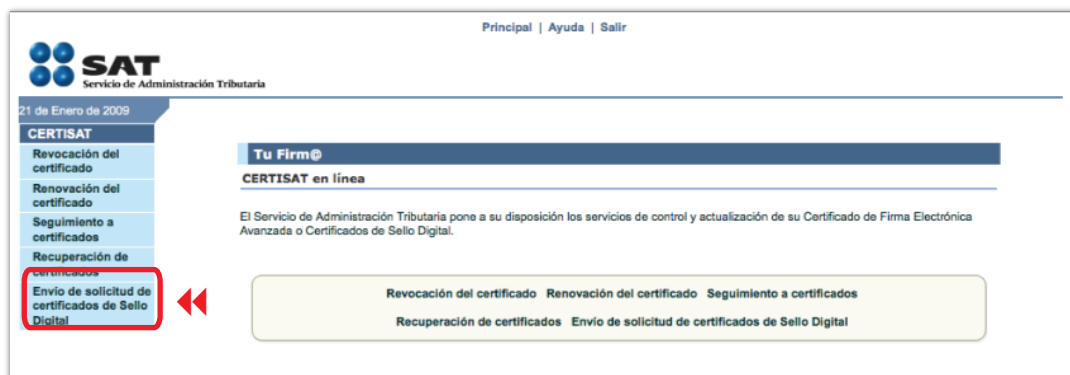 Principal | Ayuda | Salir
SAT
Servicio de Administración Tributaria
21 de Enero de 2009
CERTISAT
Revocación del
certificado
Renovación del
certificado
Seguimiento a
certificados
Recuperación de
certificados
Envío de solicitud de
certificados de Sello
Digital
Tu Firm@
CERTISAT en línea
El Servicio de Administración Tributaria pone a su disposición los servicios de control y actualización de su Certificado de Firma Electrónica
Avanzada o Certificados de Sello Digital.
Revocación del certificado Renovación del certificado Seguimiento a certificados
Recuperación de certificados Envío de solicitud de certificados de Sello Digital